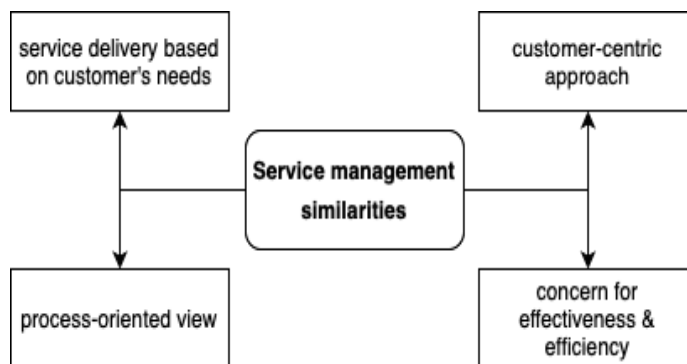 service delivery based
on customer's needs
customer-centric
approach
Service management
similarities
process-oriented view
concern for
effectiveness &
efficiency